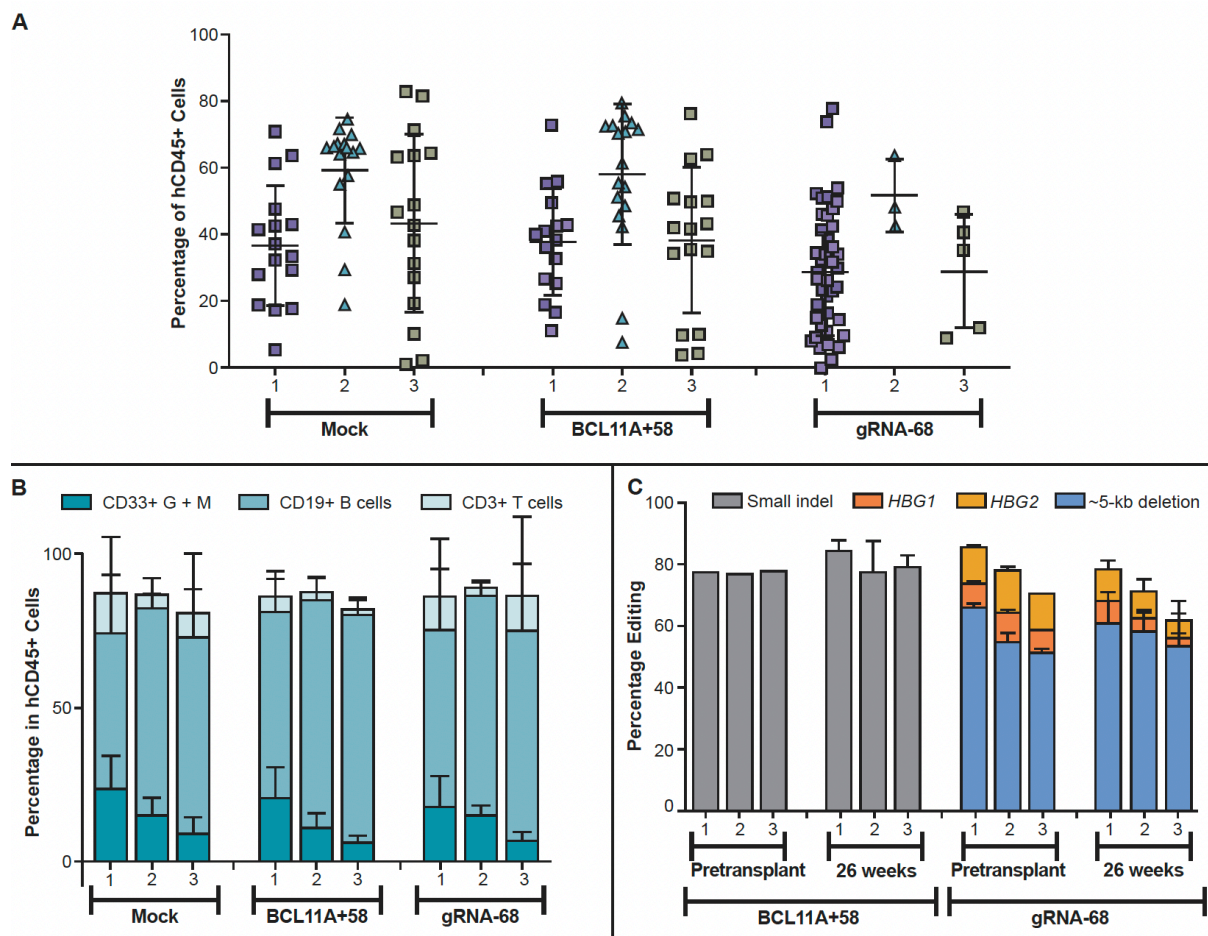 A
Percentage of hCD45+ Cells
100
80
60
40
20
0
1 2 3 1 2 3 1 2 3
Mock BCL11A+58 gRNA-68
B
CD33+ G + M CD19+ B cells CD3+ T cells
Percentage in hCD45+ Cells
100
50
0
1 2 3 1 2 3 1 2 3
Mock BCL11A+58 gRNA-68
C
Small indel HBG1 HBG2 ~5-kb deletion
Percentage Editing
100
80
60
40
20
0
1 2 3 1 2 3 1 2 3 1 2 3
Pretransplant 26 weeks Pretransplant 26 weeks
BCL11A+58 gRNA-68